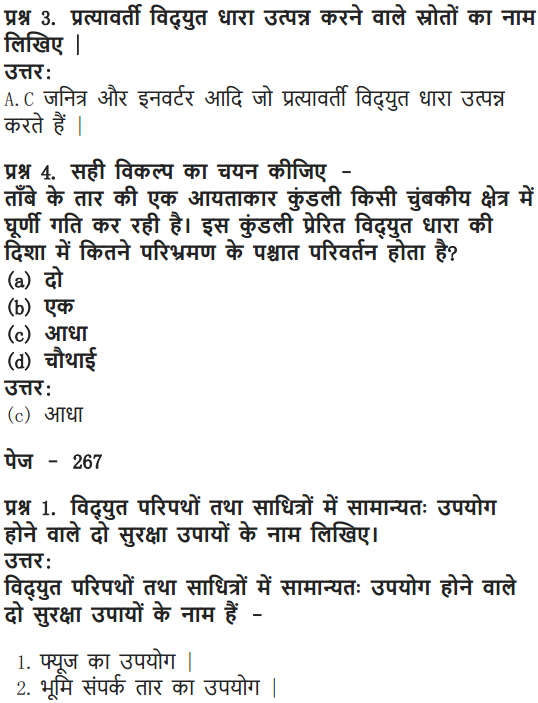 प्रश्न 3. प्रत्यावर्ती विद्युत धारा उत्पन्न करने वाले स्रोतों का नाम
लिखिए |
उत्तर:
A.C जनित्र और इनवर्टर आदि जो प्रत्यावर्ती विद्युत धारा उत्पन्न
करते हैं |
प्रश्न 4. सही विकल्प का चयन कीजिए -
ताँबे के तार की एक आयताकार कुंडली किसी चुंबकीय क्षेत्र में
घूर्णी गति कर रही है। इस कुंडली प्रेरित विद्युत धारा की
दिशा में कितने परिभ्रमण के पश्चात परिवर्तन होता है?
(a) दो
(b) एक
(c) आधा
(d) चौथाई
उत्तर:
(c) आधा
पेज - 267
प्रश्न 1. विद्युत परिपथों तथा साधित्रों में सामान्यतः उपयोग
होने वाले दो सुरक्षा उपायों के नाम लिखिए।
उत्तर:
विद्युत परिपथों तथा साधित्रों में सामान्यतः उपयोग होने वाले
दो सुरक्षा उपायों के नाम हैं -
1. फ्यूज का उपयोग |
2. भूमि संपर्क तार का उपयोग |